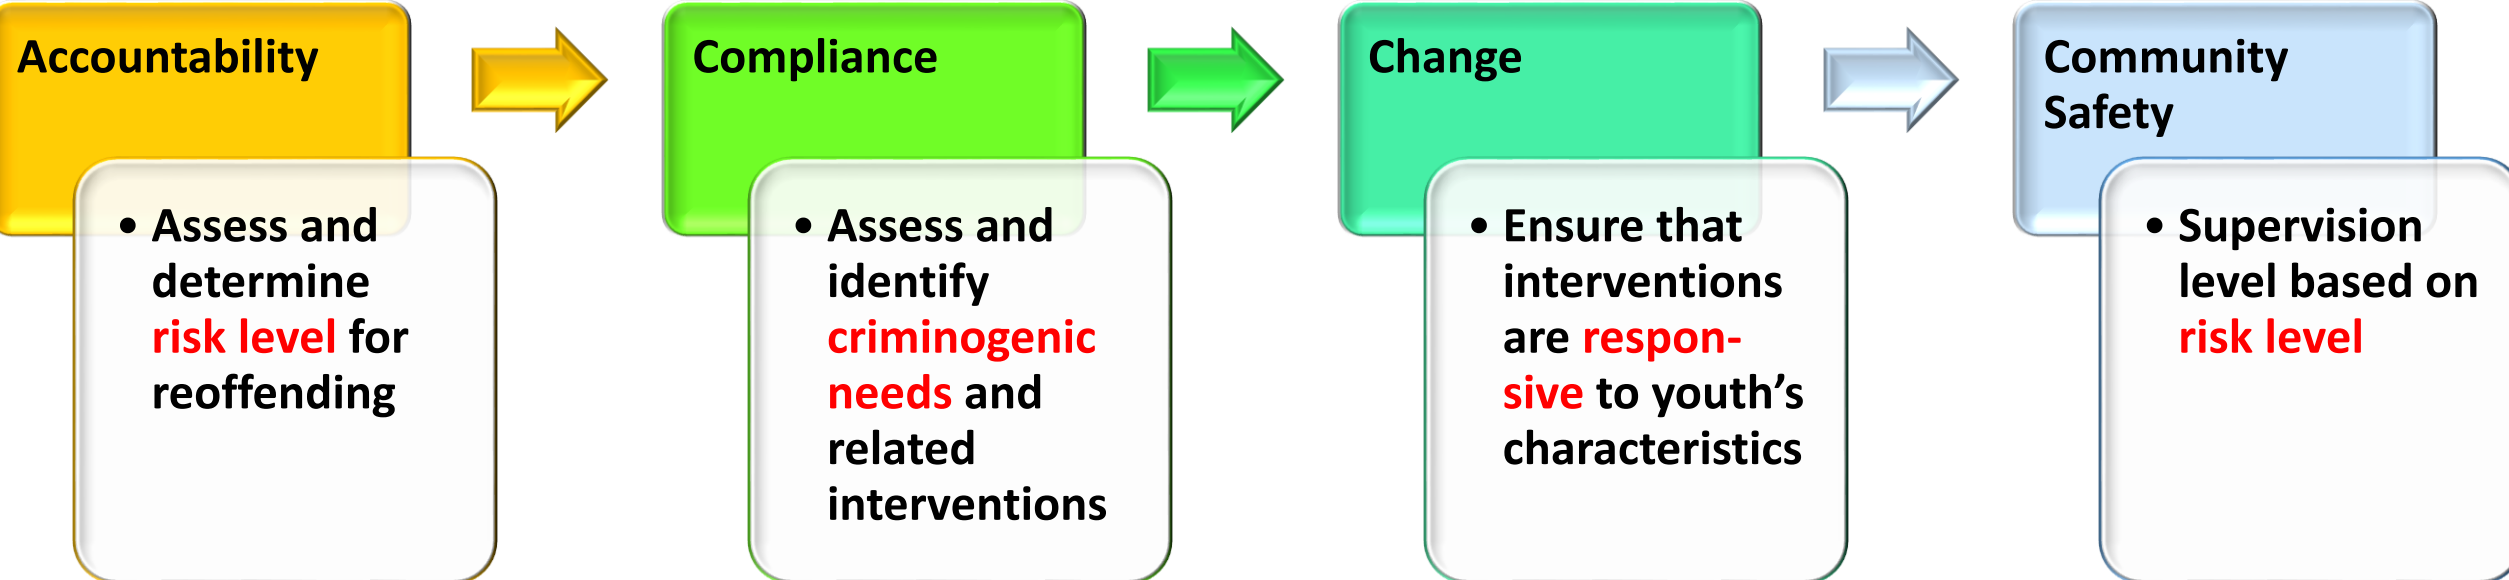 Accountability
• Assess and
determine
risk level for
reoffending
Compliance
• Assess and
identify
criminogenic
needs and
related
interventions
Change
• Ensure that
interventions
are respon-
sive to youth’s
characteristics
Community
Safety
• Supervision
level based on
risk level